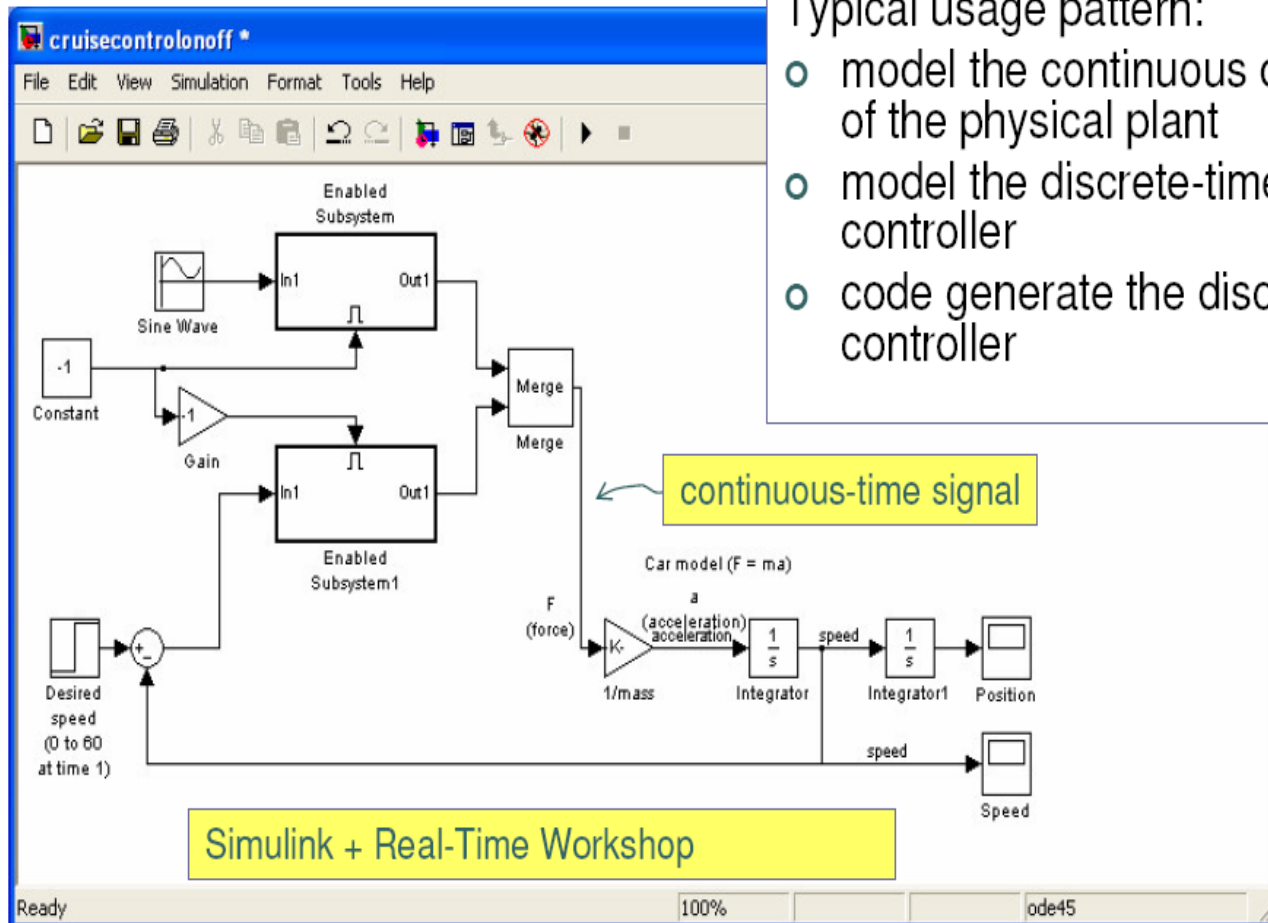 cruisecontrolonoff *
File Edit View Simulation Format Tools Help
Typical usage pattern:
o model the continuous
of the physical plant
o model the discrete-time
controller
o code generate the
controller
Enabled
Subsystem
In1
Out1
Sine Wave
-1
Constant
-1
Gain
Merge
Merge
In1
Out1
Enabled
Subsystem1
continuous-time signal
Car model (F = ma)
F
(force)
a
(acceleration)
acceleration
K-
1/mass
1
s
Integrator
speed
1
s
Integrator1
Position
+-
Desired
speed
(0 to 60
at time 1)
speed
Speed
Simulink + Real-Time Workshop
Ready 100% ode45